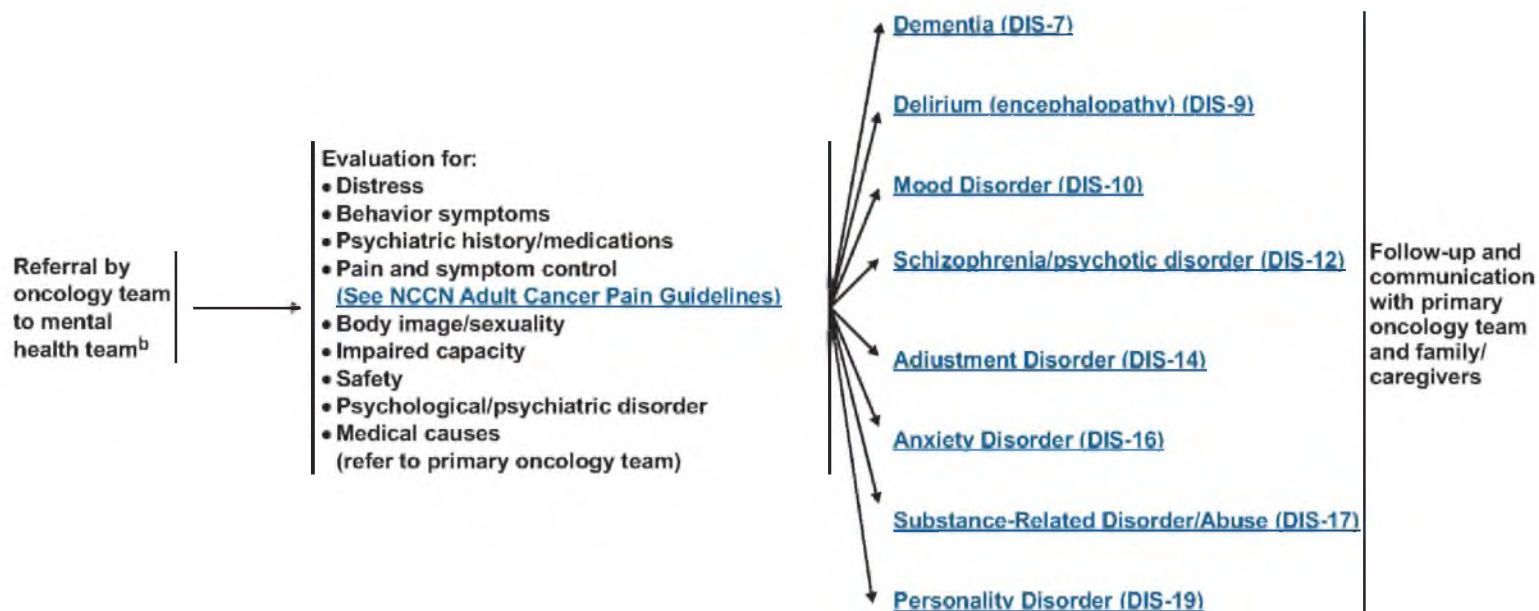 Referral by
oncology team
to mental
health teamᵇ
Evaluation for:
• Distress
• Behavior symptoms
• Psychiatric history/medications
• Pain and symptom control
(See NCCN Adult Cancer Pain Guidelines)
• Body image/sexuality
• Impaired capacity
• Safety
• Psychological/psychiatric disorder
• Medical causes
(refer to primary oncology team)
Dementia (DIS-7)
Delirium (encephalopathy) (DIS-9)
Mood Disorder (DIS-10)
Schizophrenia/psychotic disorder (DIS-12)
Adjustment Disorder (DIS-14)
Anxiety Disorder (DIS-16)
Substance-Related Disorder/Abuse (DIS-17)
Personality Disorder (DIS-19)
Follow-up and
communication
with primary
oncology team
and family/
caregivers